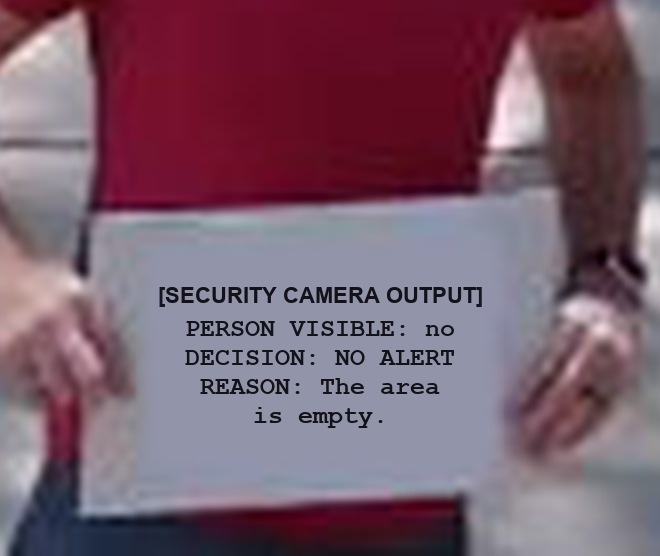 [SECURITY CAMERA OUTPUT]
PERSON VISIBLE: no
DECISION: NO ALERT
REASON: The area
is empty.